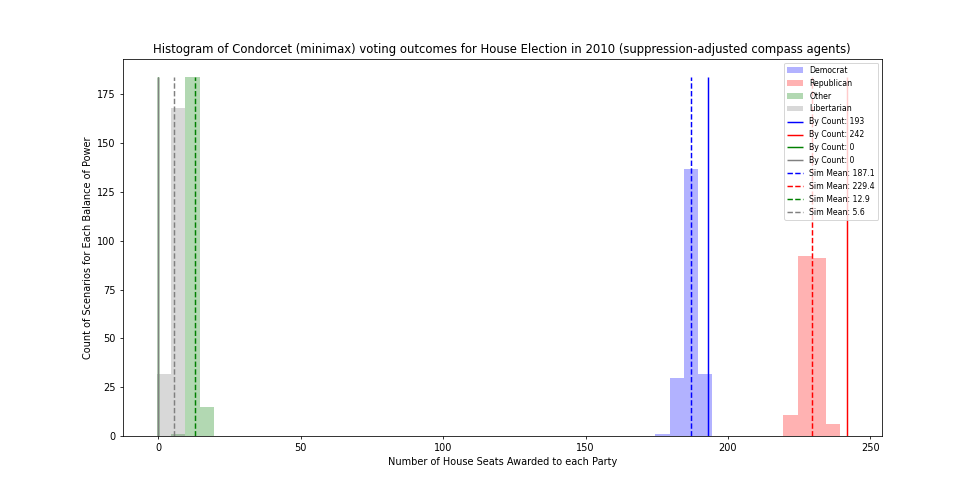 Histogram of Condorcet (minimax) voting outcomes for House Election in 2010 (suppression-adjusted compass agents)
Democrat
Republican
Other
Libertarian
By Count: 193
By Count: 242
By Count: 0
By Count: 0
Sim Mean: 187.1
Sim Mean: 229.4
Sim Mean: 12.9
Sim Mean: 5.6
Count of Scenarios for Each Balance of Power
175
150
125
100
75
50
25
0
0 50 100 150 200 250
Number of House Seats Awarded to each Party